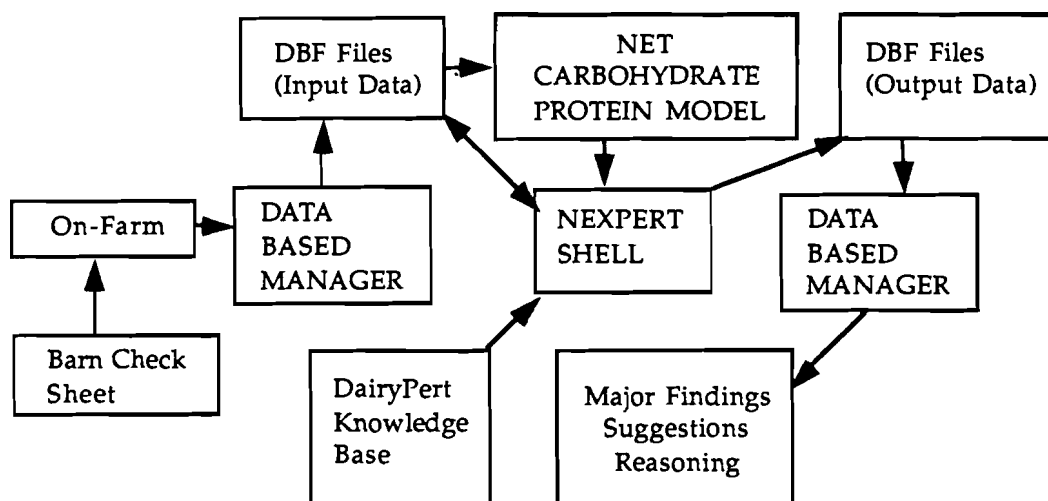 DBF Files
(Input Data)
NET
CARBOHYDRATE
PROTEIN MODEL
DBF Files
(Output Data)
On-Farm
DATA
BASED
MANAGER
NEXPERT
SHELL
DATA
BASED
MANAGER
Barn Check
Sheet
DairyPert
Knowledge
Base
Major Findings
Suggestions
Reasoning